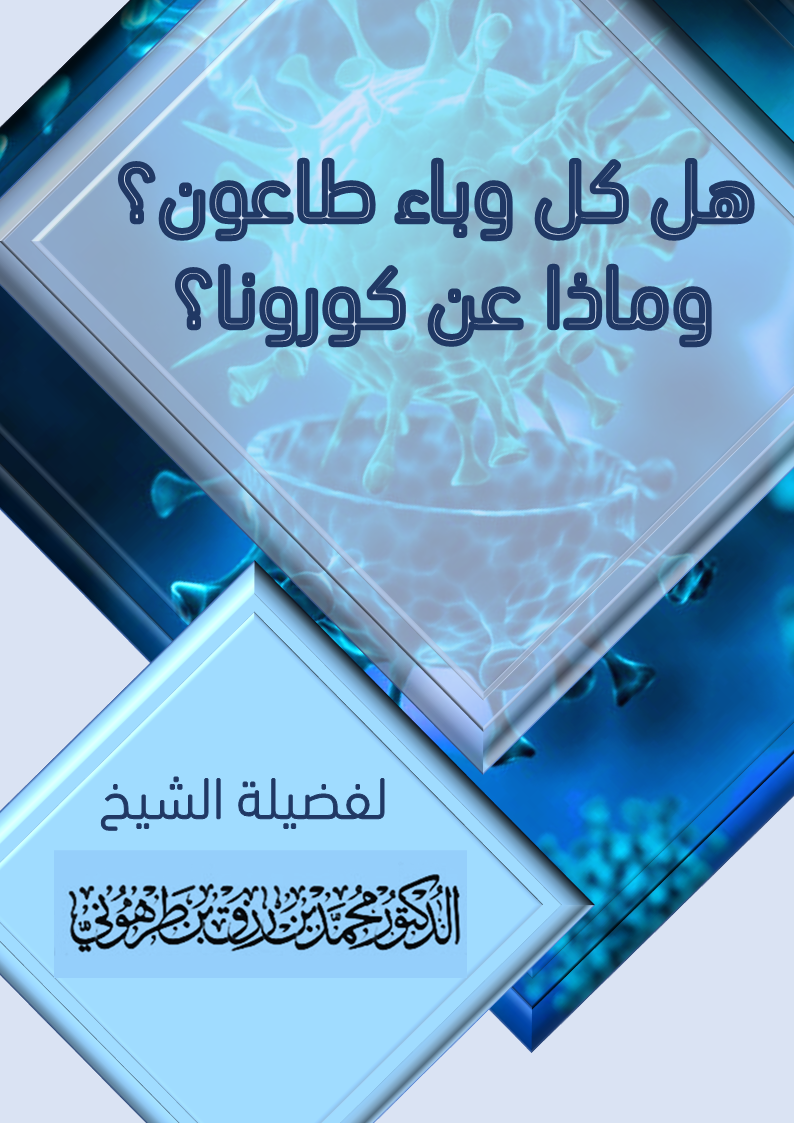 هل كل وباء طاعون؟
وماذا عن كورونا؟
لفضيلة الشيخ
الدكتور محمد بن رزق بن طرهوني